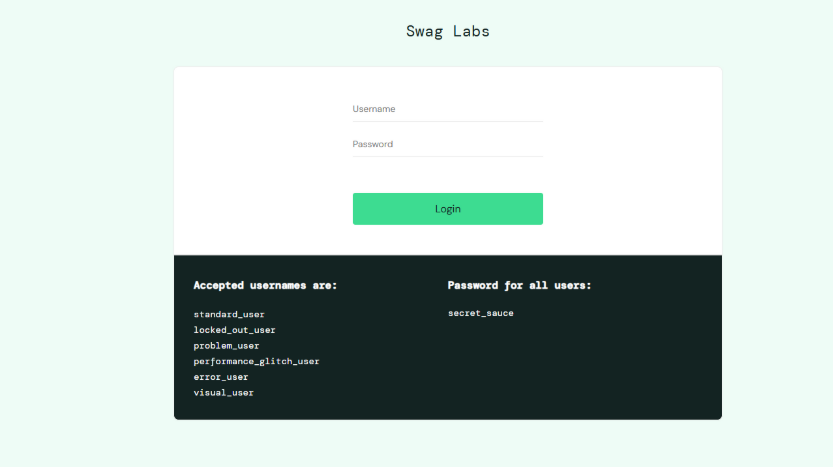 Swag Labs
Username
Password
Login
Accepted usernames are:
standard_user
locked_out_user
problem_user
performance_glitch_user
error_user
visual_user
Password for all users:
secret_sauce